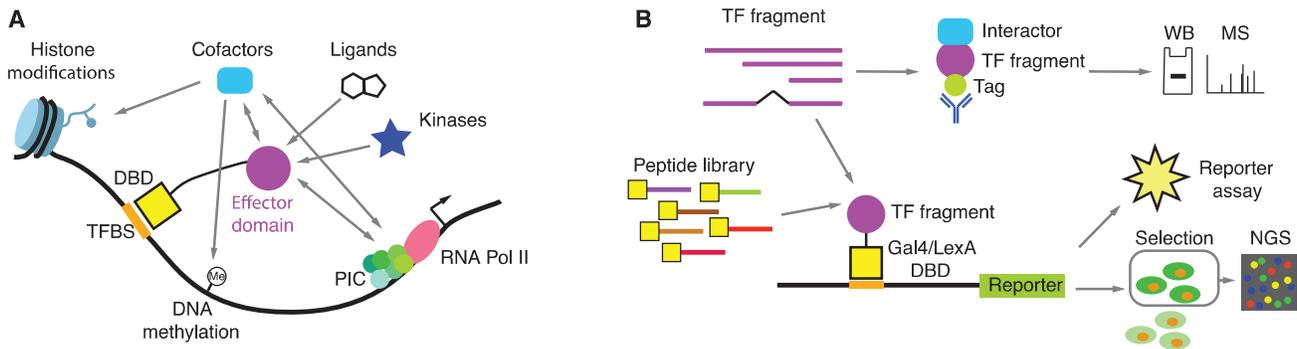 A
Histone
modifications
Cofactors
Ligands
Kinases
DBD
TFBS
Effector
domain
PIC
RNA Pol II
Me
DNA
methylation
B
TF fragment
Interactor
TF fragment
Tag
WB
MS
Peptide library
TF fragment
Gal4/LexA
DBD
Reporter
Reporter
assay
Selection
NGS